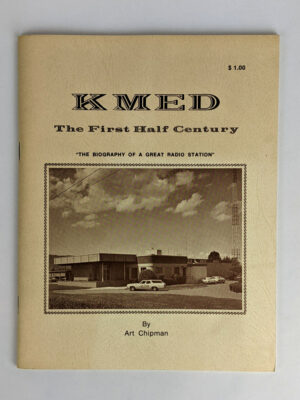 $ 1.00
KMED
The First Half Century
"THE BIOGRAPHY OF A GREAT RADIO STATION"
By
Art Chipman